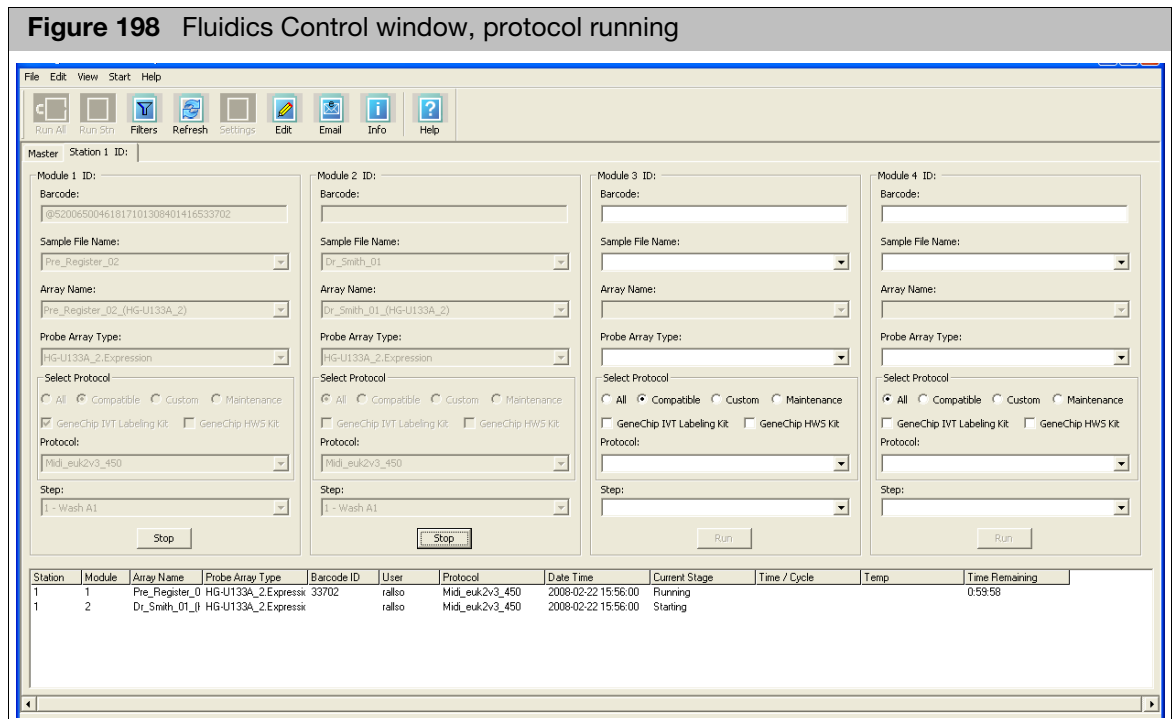 Figure 198 Fluidics Control window, protocol running
File Edit View Start Help
Run All Run Stn Filters Refresh Settings Edit Email Info Help
Master Station 1 ID:
Module 1 ID:
Barcode:
@52006500461817101308401416533702
Sample File Name:
Pre_Register_02
Array Name:
Pre_Register_02_(HG-U133A_2)
Probe Array Type:
HG-U133A_2.Expression
Select Protocol
All Compatible Custom Maintenance
GeneChip IVT Labeling Kit GeneChip HWS Kit
Protocol:
Midi_euk2v3_450
Step:
1 - Wash A1
Stop
Module 2 ID:
Barcode:
Sample File Name:
Dr_Smith_01
Array Name:
Dr_Smith_01_(HG-U133A_2)
Probe Array Type:
HG-U133A_2.Expression
Select Protocol
All Compatible Custom Maintenance
GeneChip IVT Labeling Kit GeneChip HWS Kit
Protocol:
Midi_euk2v3_450
Step:
1 - Wash A1
Stop
Module 3 ID:
Barcode:
Sample File Name:
Array Name:
Probe Array Type:
Select Protocol
All Compatible Custom Maintenance
GeneChip IVT Labeling Kit GeneChip HWS Kit
Protocol:
Step:
Run
Module 4 ID:
Barcode:
Sample File Name:
Array Name:
Probe Array Type:
Select Protocol
All Compatible Custom Maintenance
GeneChip IVT Labeling Kit GeneChip HWS Kit
Protocol:
Step:
Run
Station Module Array Name Probe Array Type Barcode ID User Protocol Date Time Current Stage Time / Cycle Temp Time Remaining
1 1 Pre_Register_0 HG-U133A_2.Expressic 33702 rallso Midi_euk2v3_450 2008-02-22 15:56:00 Running 0:59:58
1 2 Dr_Smith_01_(H HG-U133A_2.Expressic rallso Midi_euk2v3_450 2008-02-22 15:56:00 Starting